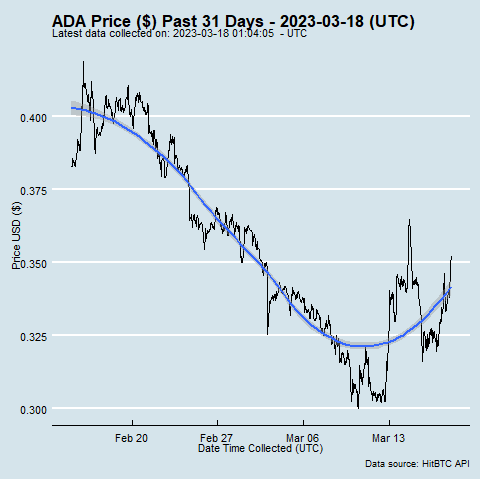 ADA Price ($) Past 31 Days - 2023-03-18 (UTC)
Latest data collected on: 2023-03-18 01:04:05 - UTC
Price USD ($)
0.400
0.375
0.350
0.325
0.300
Feb 20
Feb 27
Mar 06
Mar 13
Date Time Collected (UTC)
Data source: HitBTC API